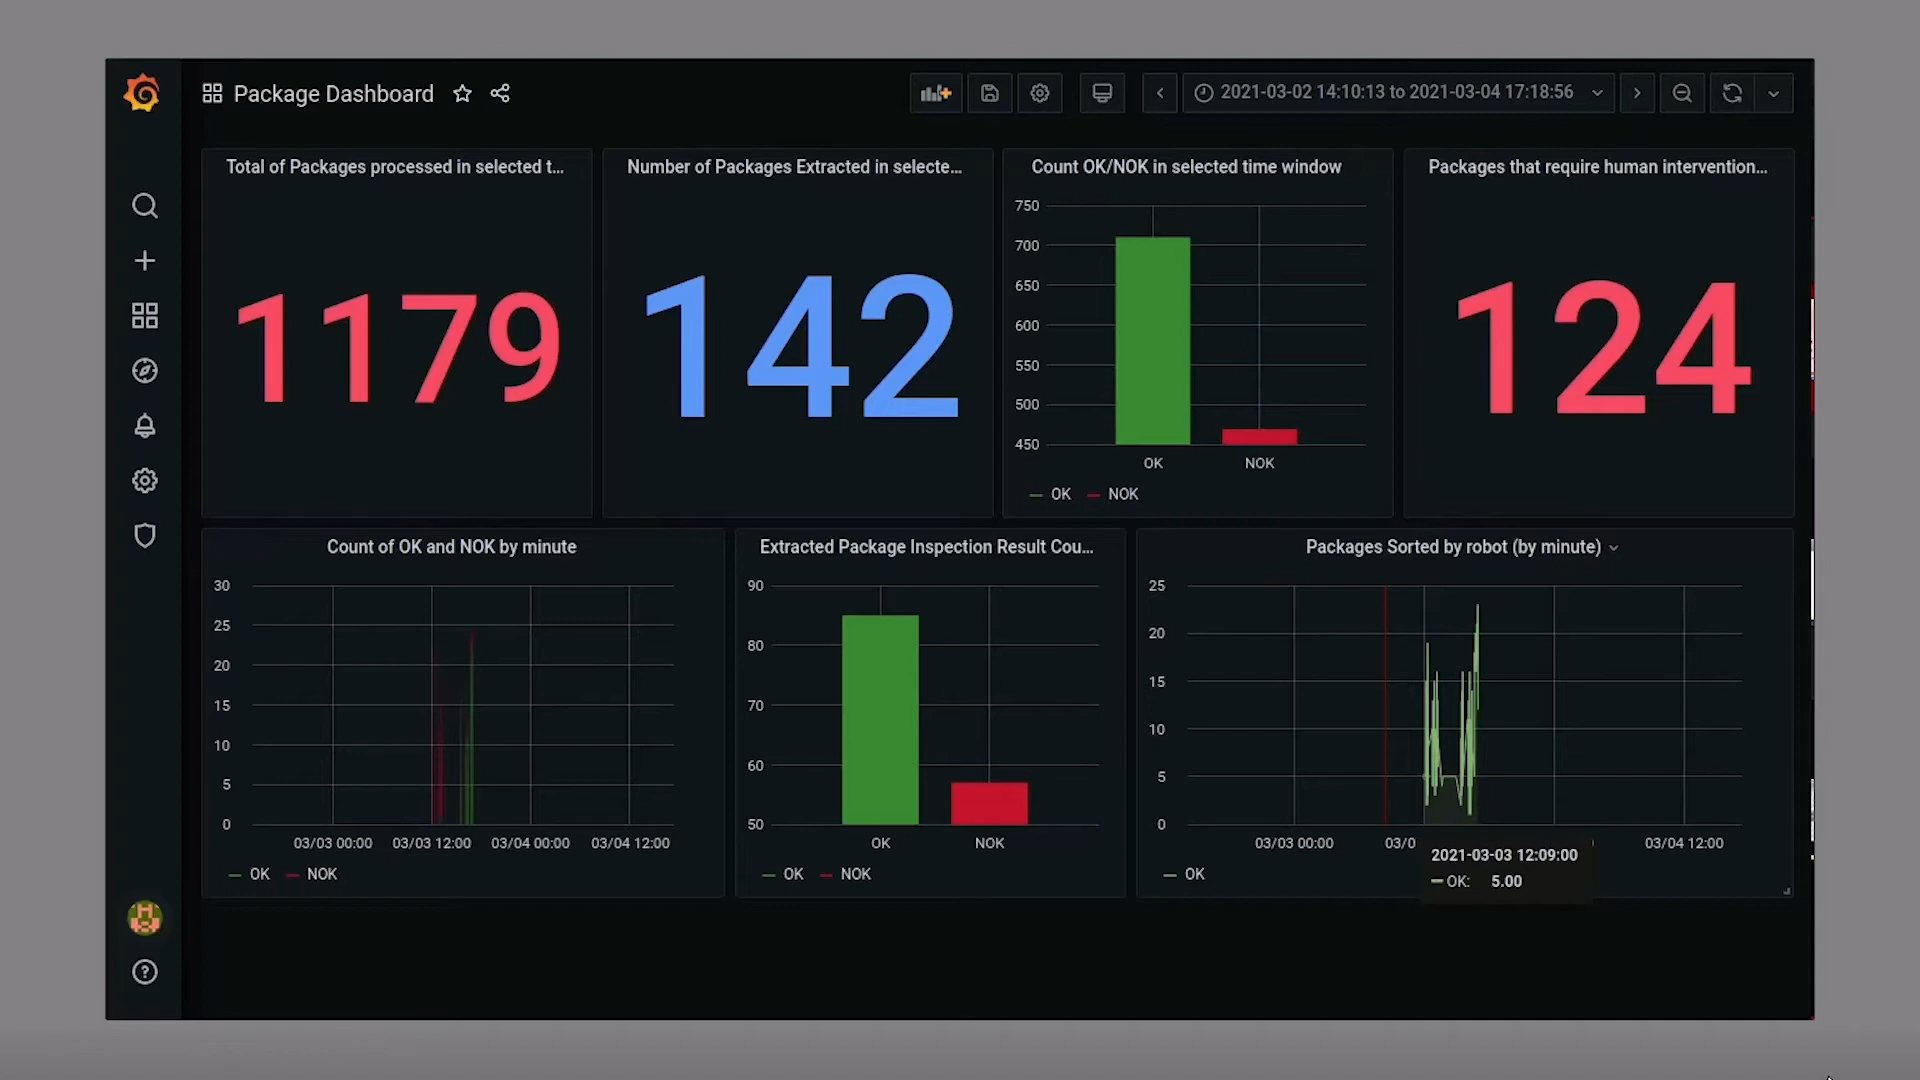 Package Dashboard
2021-03-02 14:10:13 to 2021-03-04 17:18:56
Total of Packages processed in selected t...
1179
Number of Packages Extracted in selecte...
142
Count OK/NOK in selected time window
750
700
650
600
550
500
450
OK NOK
OK NOK
Packages that require human intervention...
124
Count of OK and NOK by minute
30
25
20
15
10
5
0
03/03 00:00 03/03 12:00 03/04 00:00 03/04 12:00
OK NOK
Extracted Package Inspection Result Cou...
90
80
70
60
50
OK NOK
OK NOK
Packages Sorted by robot (by minute)
25
20
15
10
5
0
03/03 00:00 03/0 03/04 12:00
OK
2021-03-03 12:09:00
OK: 5.00